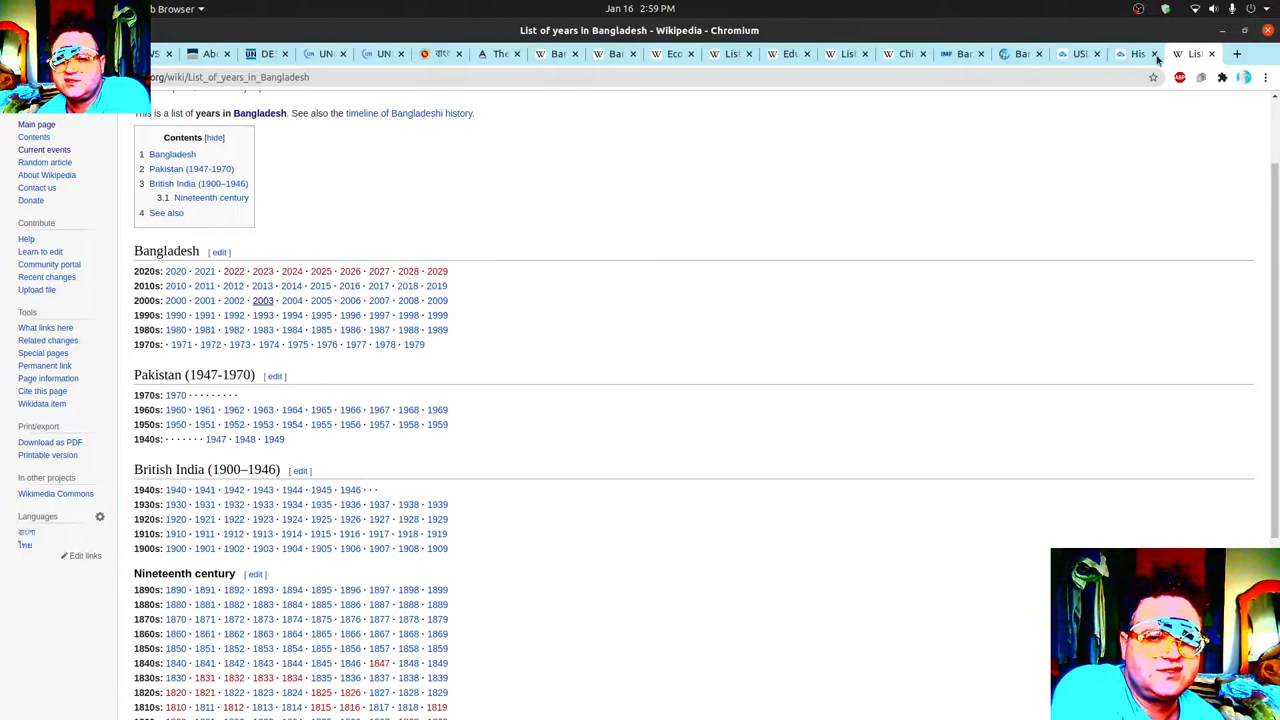 b Browser
Jan 16 2:59 PM
List of years in Bangladesh - Wikipedia - Chromium
S
Abc
DE
UN
UN
বাং
A
The
W
W
Eco
W
W
Edu
W
List
W
Chi
IMF
Ban
USD
His
W
List
org/wiki/List_of_years_in_Bangladesh
This is a list of years in Bangladesh. See also the timeline of Bangladeshi history.
Main page
Contents
Current events
Random article
About Wikipedia
Contact us
Donate
Contribute
Help
Learn to edit
Community portal
Recent changes
Upload file
Tools
What links here
Related changes
Special pages
Permanent link
Page information
Cite this page
Wikidata item
Print/export
Download as PDF
Printable version
In other projects
Wikimedia Commons
Languages
বাংলা
ไทย
Edit links
Contents [hide]
1 Bangladesh
2 Pakistan (1947-1970)
3 British India (1900–1946)
3.1 Nineteenth century
4 See also
Bangladesh [ edit ]
2020s: 2020 · 2021 · 2022 · 2023 · 2024 · 2025 · 2026 · 2027 · 2028 · 2029
2010s: 2010 · 2011 · 2012 · 2013 · 2014 · 2015 · 2016 · 2017 · 2018 · 2019
2000s: 2000 · 2001 · 2002 · 2003 · 2004 · 2005 · 2006 · 2007 · 2008 · 2009
1990s: 1990 · 1991 · 1992 · 1993 · 1994 · 1995 · 1996 · 1997 · 1998 · 1999
1980s: 1980 · 1981 · 1982 · 1983 · 1984 · 1985 · 1986 · 1987 · 1988 · 1989
1970s: · 1971 · 1972 · 1973 · 1974 · 1975 · 1976 · 1977 · 1978 · 1979
Pakistan (1947-1970) [ edit ]
1970s: 1970 · · · · · · · · ·
1960s: 1960 · 1961 · 1962 · 1963 · 1964 · 1965 · 1966 · 1967 · 1968 · 1969
1950s: 1950 · 1951 · 1952 · 1953 · 1954 · 1955 · 1956 · 1957 · 1958 · 1959
1940s: · · · · · · · 1947 · 1948 · 1949
British India (1900–1946) [ edit ]
1940s: 1940 · 1941 · 1942 · 1943 · 1944 · 1945 · 1946 · · ·
1930s: 1930 · 1931 · 1932 · 1933 · 1934 · 1935 · 1936 · 1937 · 1938 · 1939
1920s: 1920 · 1921 · 1922 · 1923 · 1924 · 1925 · 1926 · 1927 · 1928 · 1929
1910s: 1910 · 1911 · 1912 · 1913 · 1914 · 1915 · 1916 · 1917 · 1918 · 1919
1900s: 1900 · 1901 · 1902 · 1903 · 1904 · 1905 · 1906 · 1907 · 1908 · 1909
Nineteenth century [ edit ]
1890s: 1890 · 1891 · 1892 · 1893 · 1894 · 1895 · 1896 · 1897 · 1898 · 1899
1880s: 1880 · 1881 · 1882 · 1883 · 1884 · 1885 · 1886 · 1887 · 1888 · 1889
1870s: 1870 · 1871 · 1872 · 1873 · 1874 · 1875 · 1876 · 1877 · 1878 · 1879
1860s: 1860 · 1861 · 1862 · 1863 · 1864 · 1865 · 1866 · 1867 · 1868 · 1869
1850s: 1850 · 1851 · 1852 · 1853 · 1854 · 1855 · 1856 · 1857 · 1858 · 1859
1840s: 1840 · 1841 · 1842 · 1843 · 1844 · 1845 · 1846 · 1847 · 1848 · 1849
1830s: 1830 · 1831 · 1832 · 1833 · 1834 · 1835 · 1836 · 1837 · 1838 · 1839
1820s: 1820 · 1821 · 1822 · 1823 · 1824 · 1825 · 1826 · 1827 · 1828 · 1829
1810s: 1810 · 1811 · 1812 · 1813 · 1814 · 1815 · 1816 · 1817 · 1818 · 1819